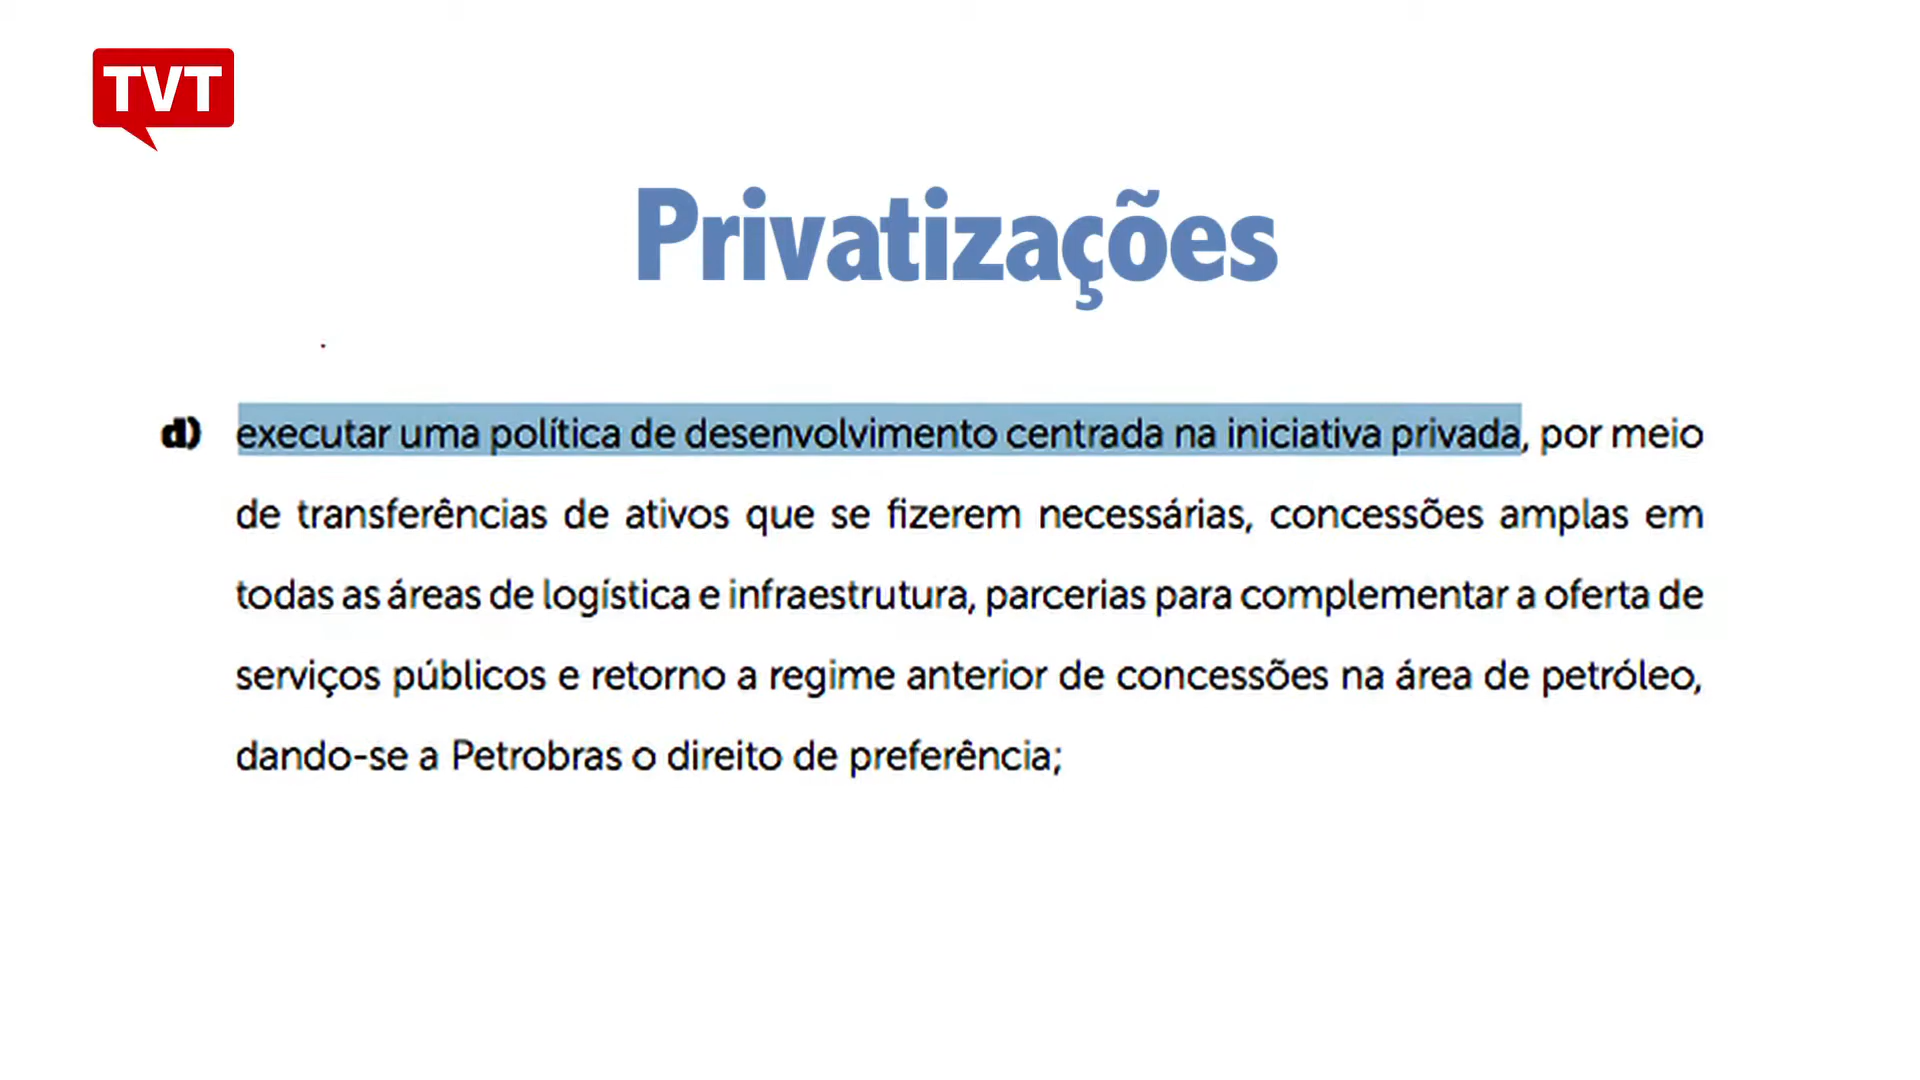 TVT
Privatizações
d) executar uma política de desenvolvimento centrada na iniciativa privada, por meio
de transferências de ativos que se fizerem necessárias, concessões amplas em
todas as áreas de logística e infraestrutura, parcerias para complementar a oferta de
serviços públicos e retorno a regime anterior de concessões na área de petróleo,
dando-se a Petrobras o direito de preferência;